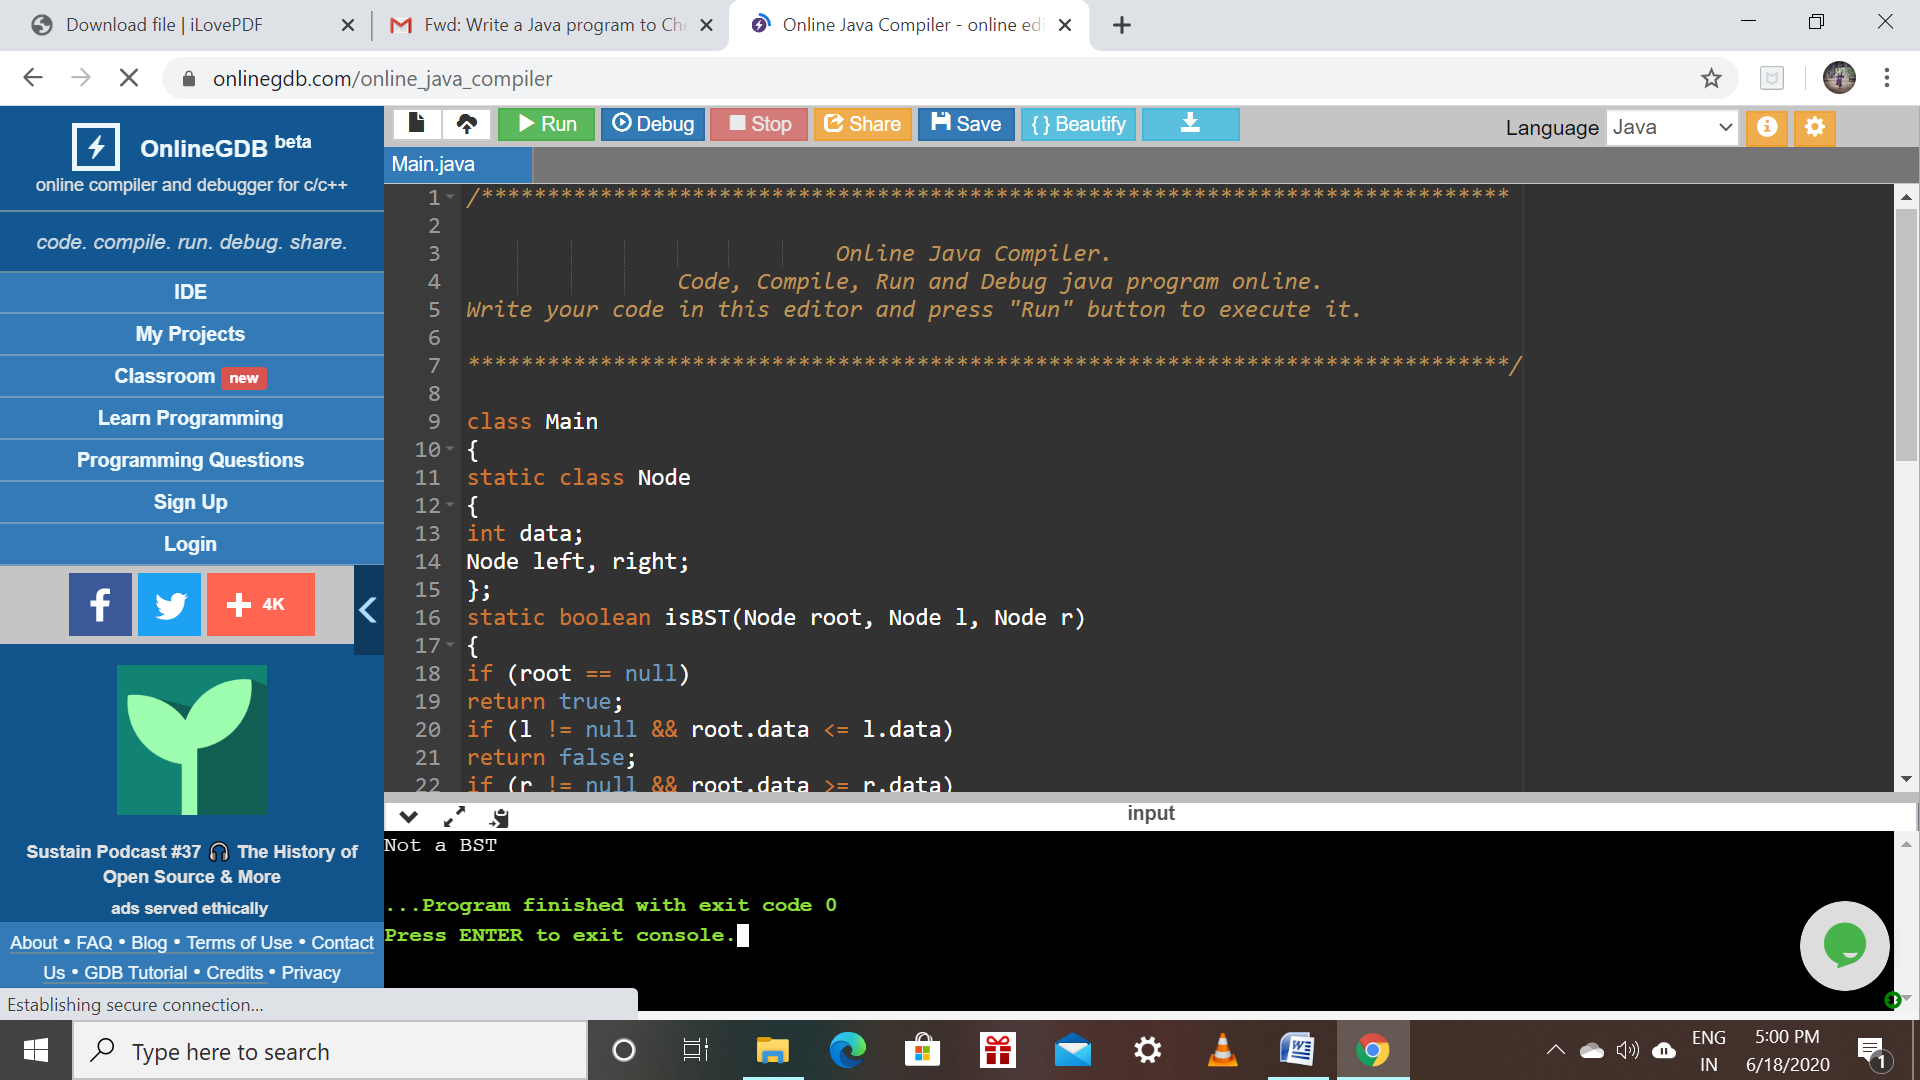 Download file | iLovePDF
Fwd: Write a Java program to Che
Online Java Compiler - online edi
onlinegdb.com/online_java_compiler
OnlineGDB beta
online compiler and debugger for c/c++
code. compile. run. debug. share.
IDE
My Projects
Classroom new
Learn Programming
Programming Questions
Sign Up
Login
4K
Sustain Podcast #37 🎧 The History of
Open Source & More
ads served ethically
About • FAQ • Blog • Terms of Use • Contact
Us • GDB Tutorial • Credits • Privacy
Establishing secure connection...
Run Debug Stop Share Save { } Beautify
Language Java
Main.java
1 /*******************************************************************************
2
3 Online Java Compiler.
4 Code, Compile, Run and Debug java program online.
5 Write your code in this editor and press "Run" button to execute it.
6
7 *******************************************************************************/
8
9 class Main
10 {
11 static class Node
12 {
13 int data;
14 Node left, right;
15 };
16 static boolean isBST(Node root, Node l, Node r)
17 {
18 if (root == null)
19 return true;
20 if (l != null && root.data <= l.data)
21 return false;
22 if (r != null && root.data >= r.data)
input
Not a BST
...Program finished with exit code 0
Press ENTER to exit console.
Type here to search
ENG
IN
5:00 PM
6/18/2020
1